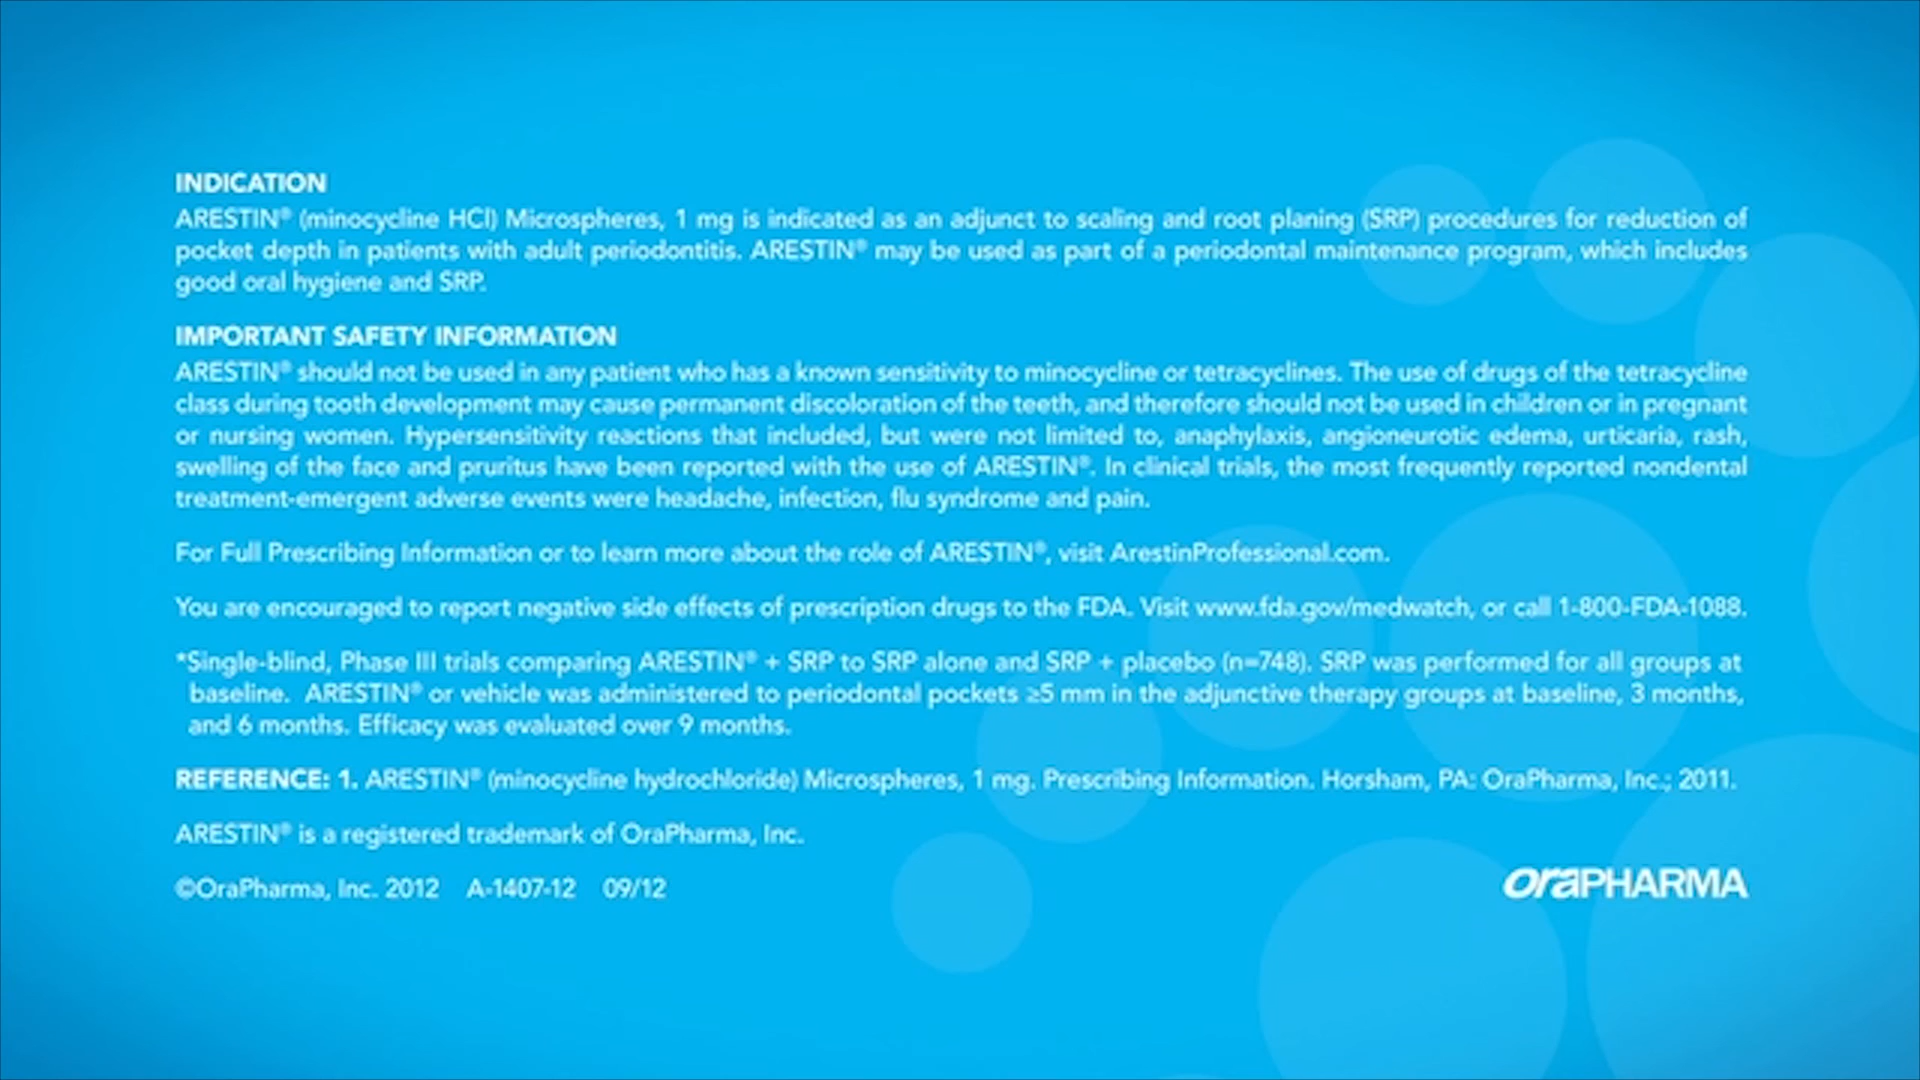 INDICATION
ARESTIN® (minocycline HCl) Microspheres, 1 mg is indicated as an adjunct to scaling and root planing (SRP) procedures for reduction of
pocket depth in patients with adult periodontitis. ARESTIN® may be used as part of a periodontal maintenance program, which includes
good oral hygiene and SRP.
IMPORTANT SAFETY INFORMATION
ARESTIN® should not be used in any patient who has a known sensitivity to minocycline or tetracyclines. The use of drugs of the tetracycline
class during tooth development may cause permanent discoloration of the teeth, and therefore should not be used in children or in pregnant
or nursing women. Hypersensitivity reactions that included, but were not limited to, anaphylaxis, angioneurotic edema, urticaria, rash,
swelling of the face and pruritus have been reported with the use of ARESTIN®. In clinical trials, the most frequently reported nondental
treatment-emergent adverse events were headache, infection, flu syndrome and pain.
For Full Prescribing Information or to learn more about the role of ARESTIN®, visit ArestinProfessional.com.
You are encouraged to report negative side effects of prescription drugs to the FDA. Visit www.fda.gov/medwatch, or call 1-800-FDA-1088.
*Single-blind, Phase III trials comparing ARESTIN® + SRP to SRP alone and SRP + placebo (n=748). SRP was performed for all groups at
baseline. ARESTIN® or vehicle was administered to periodontal pockets ≥5 mm in the adjunctive therapy groups at baseline, 3 months,
and 6 months. Efficacy was evaluated over 9 months.
REFERENCE: 1. ARESTIN® (minocycline hydrochloride) Microspheres, 1 mg. Prescribing Information. Horsham, PA: OraPharma, Inc.; 2011.
ARESTIN® is a registered trademark of OraPharma, Inc.
©OraPharma, Inc. 2012 A-1407-12 09/12
oraPHARMA